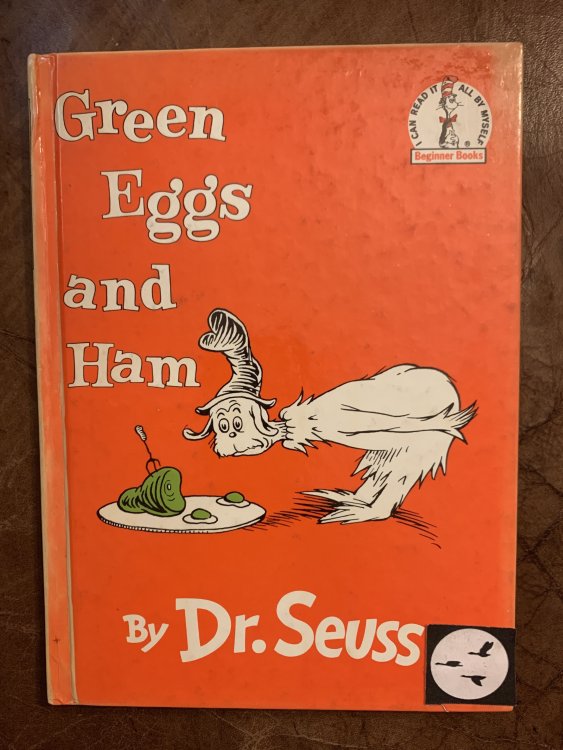 Green
Eggs
and
Ham
I CAN READ IT ALL BY MYSELF
Beginner Books
®
By Dr. Seuss